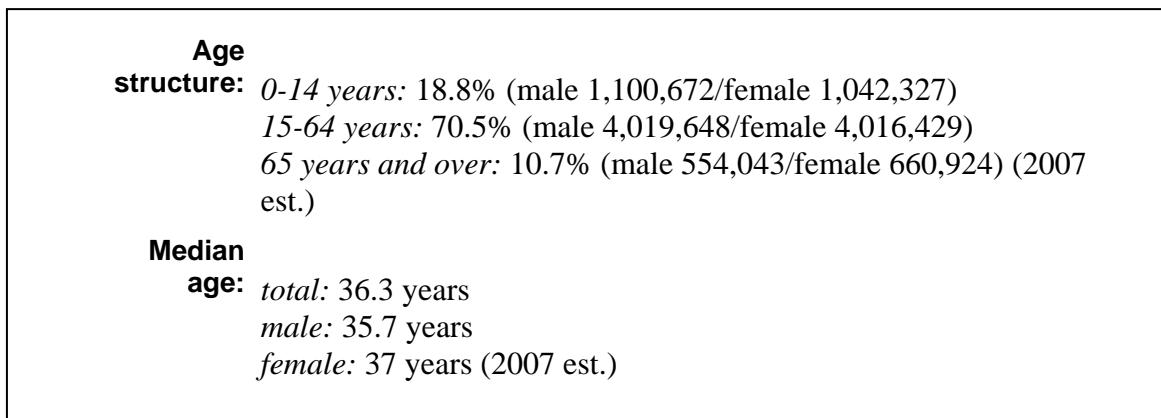 Age
structure: 0-14 years: 18.8% (male 1,100,672/female 1,042,327)
15-64 years: 70.5% (male 4,019,648/female 4,016,429)
65 years and over: 10.7% (male 554,043/female 660,924) (2007
est.)
Median
age: total: 36.3 years
male: 35.7 years
female: 37 years (2007 est.)